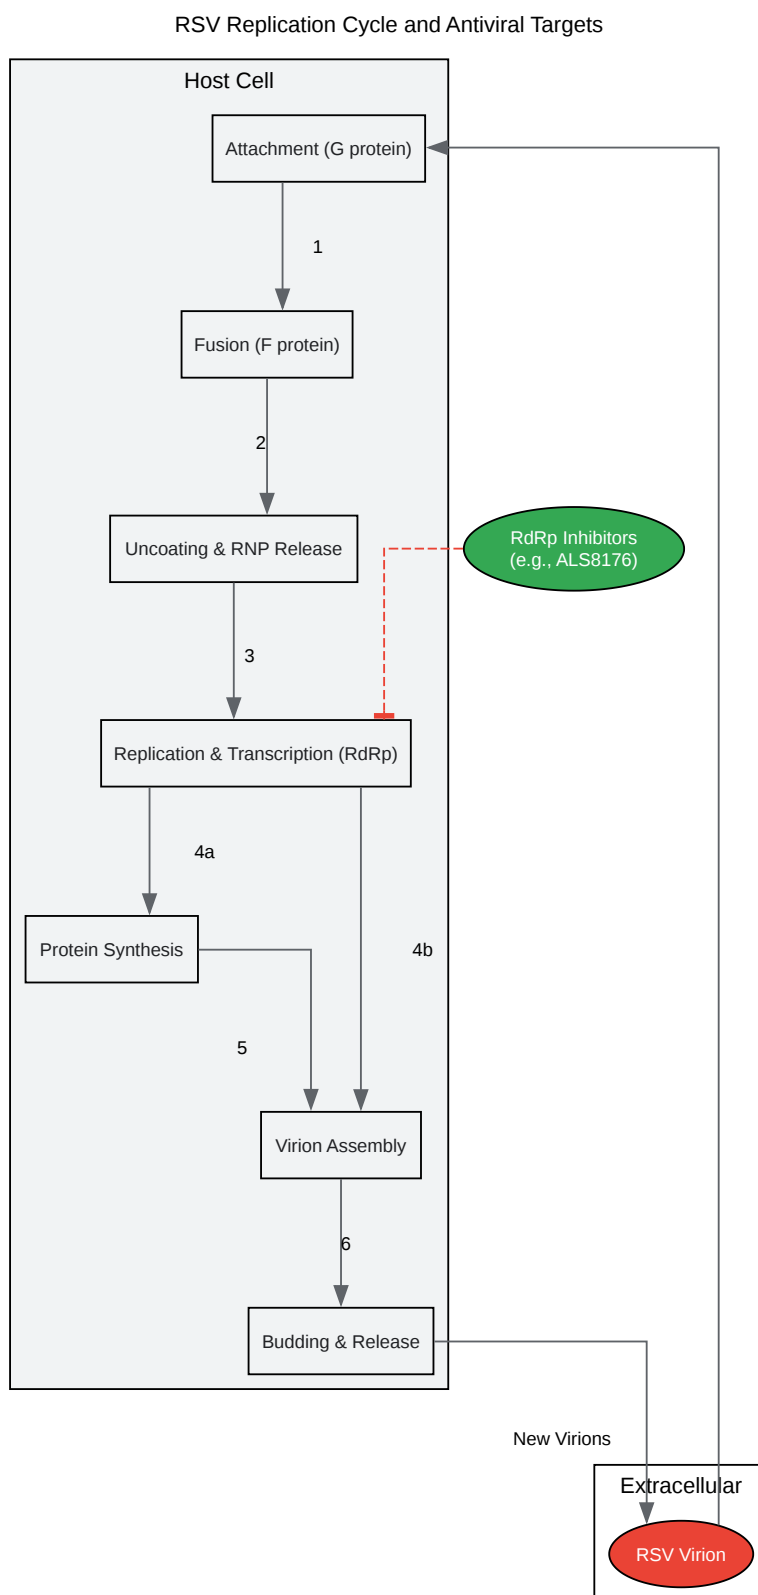 RSV Replication Cycle and Antiviral Targets
Host Cell
Attachment (G protein)
1
Fusion (F protein)
2
Uncoating & RNP Release
RdRp Inhibitors
(e.g., ALS8176)
3
Replication & Transcription (RdRp)
4a
Protein Synthesis
4b
5
Virion Assembly
6
Budding & Release
New Virions
Extracellular
RSV Virion